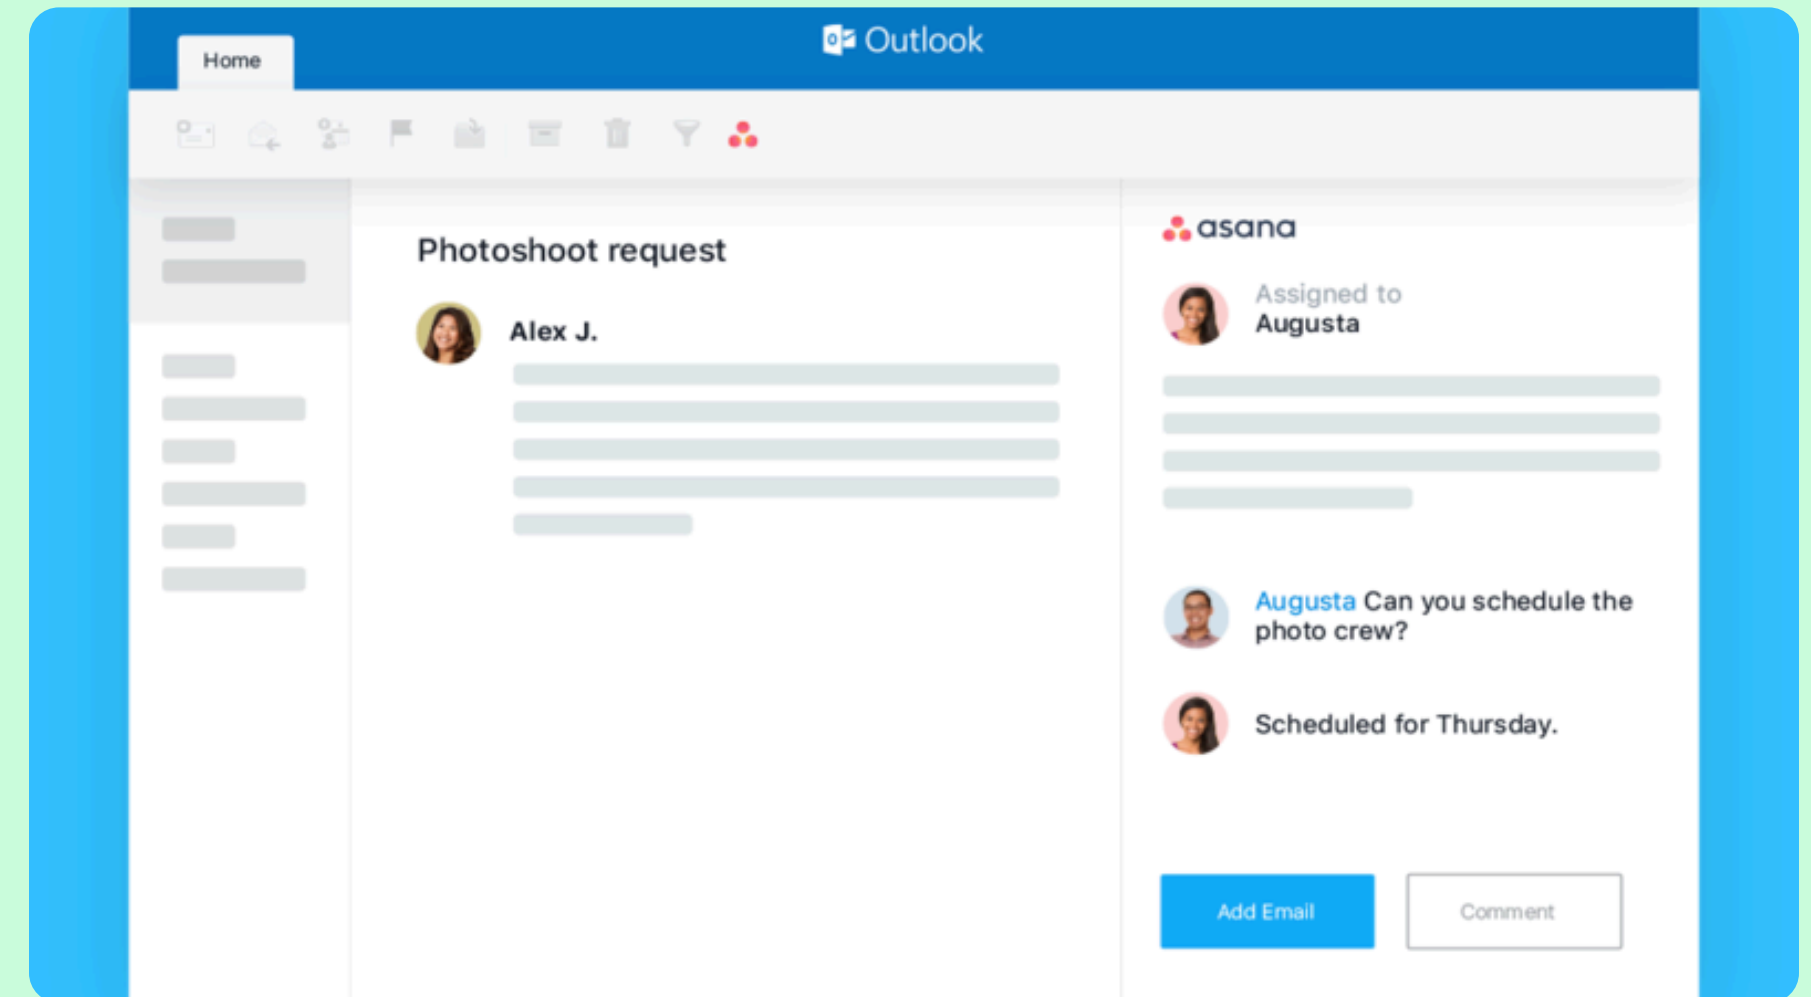 Outlook
Home
Photoshoot request
Alex J.
asana
Assigned to
Augusta
Augusta Can you schedule the
photo crew?
Scheduled for Thursday.
Add Email
Comment